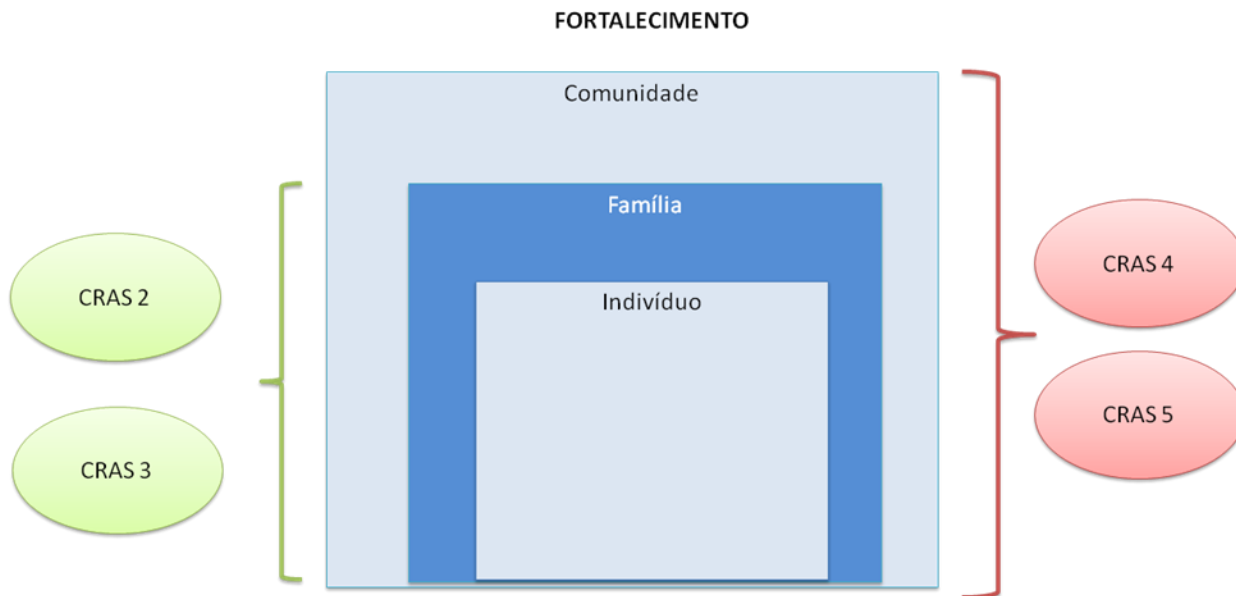 FORTALECIMENTO
Comunidade
Família
Indivíduo
CRAS 2
CRAS 3
CRAS 4
CRAS 5